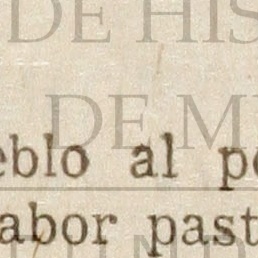 DE HIS
DE M
eblo al p
abor past